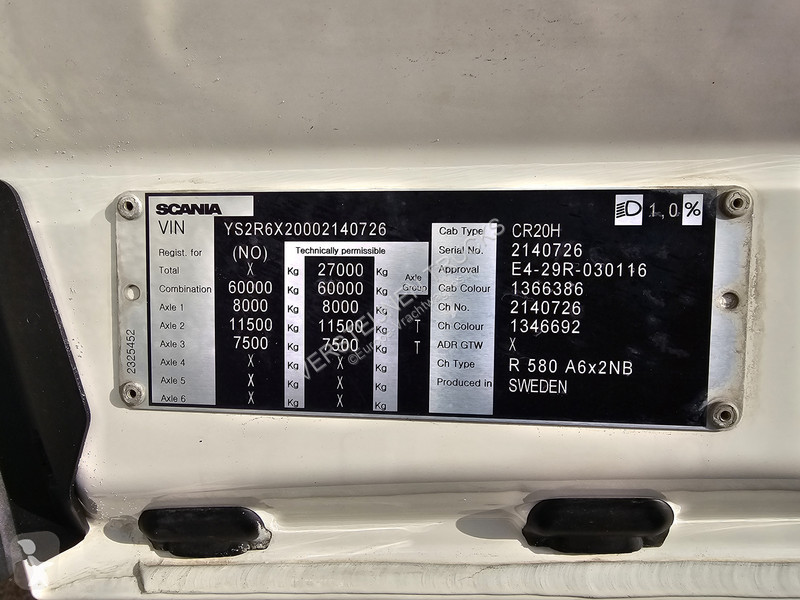 SCANIA
1,0 %
VIN YS2R6X20002140726
Regist. for (NO) Technically permissible
Total X Kg 27000 Kg Axle Group
Combination 60000 Kg 60000 Kg
Axle 1 8000 Kg 8000 Kg
Axle 2 11500 Kg 11500 Kg T
Axle 3 7500 Kg 7500 Kg T
Axle 4 X Kg X Kg
Axle 5 X Kg X Kg
Axle 6 X Kg X Kg
Cab Type CR20H
Serial No. 2140726
Approval E4-29R-030116
Cab Colour 1366386
Ch No. 2140726
Ch Colour 1346692
ADR GTW X
Ch Type R 580 A6x2NB
Produced in SWEDEN
2325452